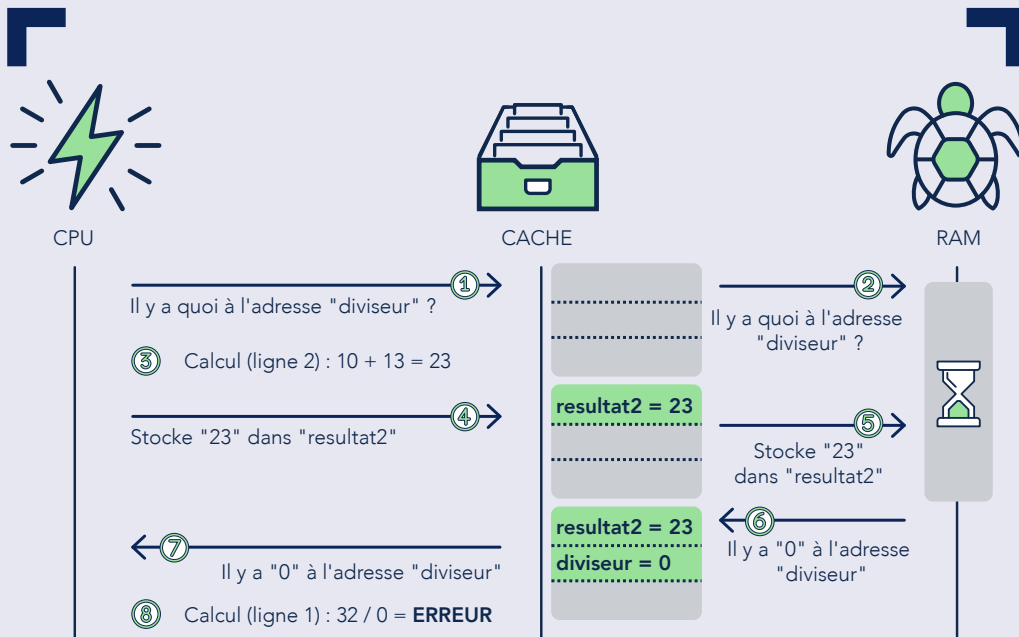 CPU
CACHE
RAM
①
Il y a quoi à l'adresse "diviseur" ?
②
Il y a quoi à l'adresse
"diviseur" ?
③ Calcul (ligne 2) : 10 + 13 = 23
resultat2 = 23
④
Stocke "23" dans "resultat2"
⑤
Stocke "23"
dans "resultat2"
resultat2 = 23
diviseur = 0
⑥
Il y a "0" à l'adresse
"diviseur"
⑦
Il y a "0" à l'adresse "diviseur"
⑧ Calcul (ligne 1) : 32 / 0 = ERREUR